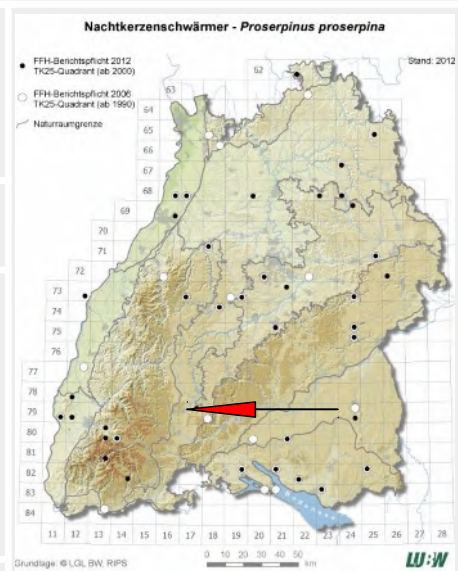 Nachtkerzenschwärmer - Proserpinus proserpina
FFH-Berichtspflicht 2012
TK25-Quadrant (ab 2000)
FFH-Berichtspflicht 2006
TK25-Quadrant (ab 1990)
Naturraumgrenze
Stand: 2012
62
63
64
65
66
67
68
69
70
71
72
73
74
75
76
77
78
79
80
81
82
83
84
11 12 13 14 15 16 17 18 19 20 21 22 23 24 25 26 27 28
Grundlage: © LGL BW, RIPS
0 10 20 30 40 50
km
LUBW